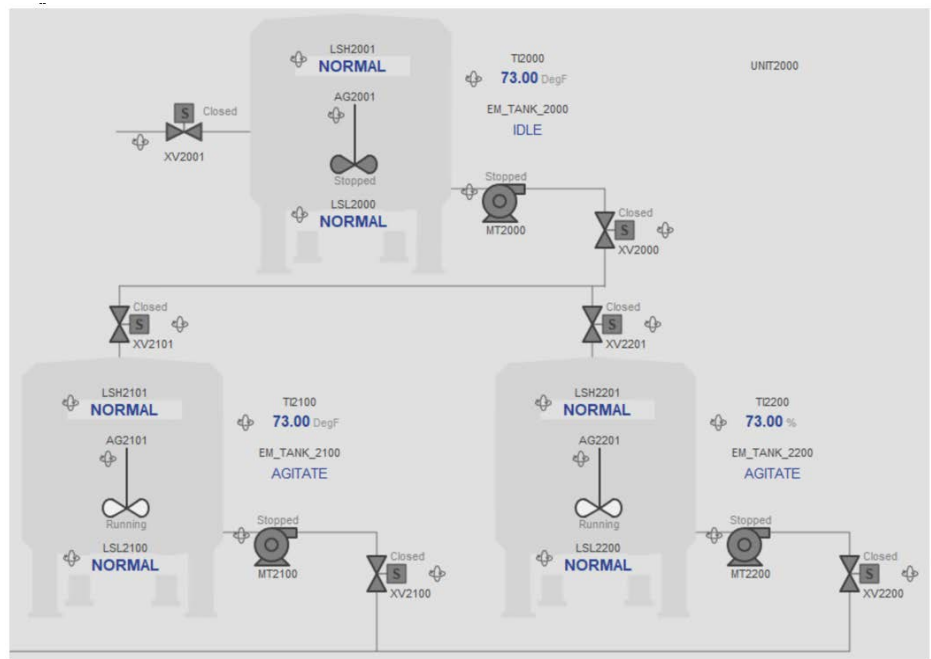 LSH2001
NORMAL
TI2000
73.00 DegF
UNIT2000
AG2001
EM_TANK_2000
IDLE
S Closed
XV2001
Stopped
Stopped
LSL2000
NORMAL
MT2000
Closed
S
XV2000
Closed
S
XV2101
Closed
S
XV2201
LSH2101
NORMAL
TI2100
73.00 DegF
AG2101
EM_TANK_2100
AGITATE
Running
Stopped
LSL2100
NORMAL
MT2100
Closed
S
XV2100
LSH2201
NORMAL
TI2200
73.00 %
AG2201
EM_TANK_2200
AGITATE
Running
Stopped
LSL2200
NORMAL
MT2200
Closed
S
XV2200